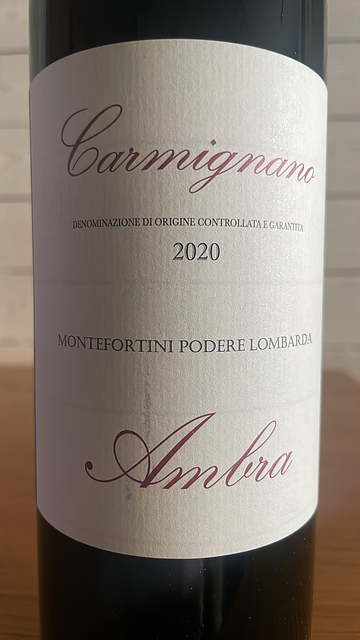 Carmignano
DENOMINAZIONE DI ORIGINE CONTROLLATA E GARANTITA
2020
MONTEFORTINI PODERE LOMBARDA
Ambra